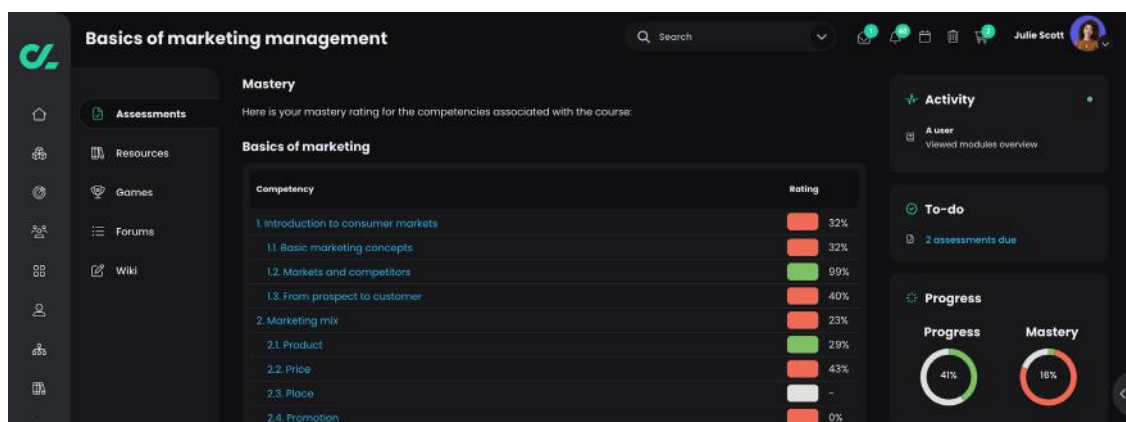 Basics of marketing management
Search
1
40
2
Julie Scott
Assessments
Resources
Games
Forums
Wiki
Mastery
Here is your mastery rating for the competencies associated with the course:
Basics of marketing
Competency Rating
1. Introduction to consumer markets 32%
1.1. Basic marketing concepts 32%
1.2. Markets and competitors 99%
1.3. From prospect to customer 40%
2. Marketing mix 23%
2.1. Product 29%
2.2. Price 43%
2.3. Place -
2.4. Promotion 0%
Activity
A user
Viewed modules overview
To-do
2 assessments due
Progress
Progress Mastery
41% 16%